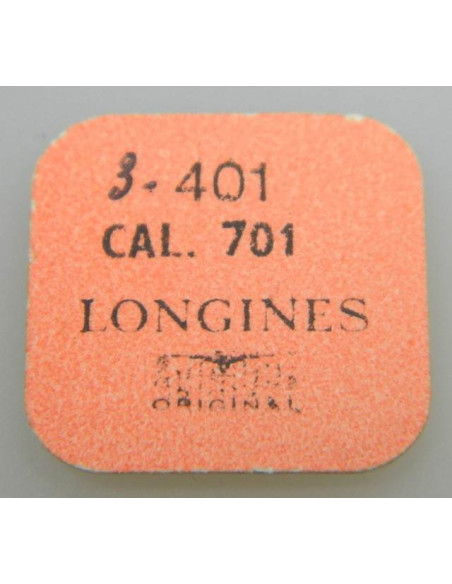 3. 401
CAL. 701
LONGINES
ORIGINAL